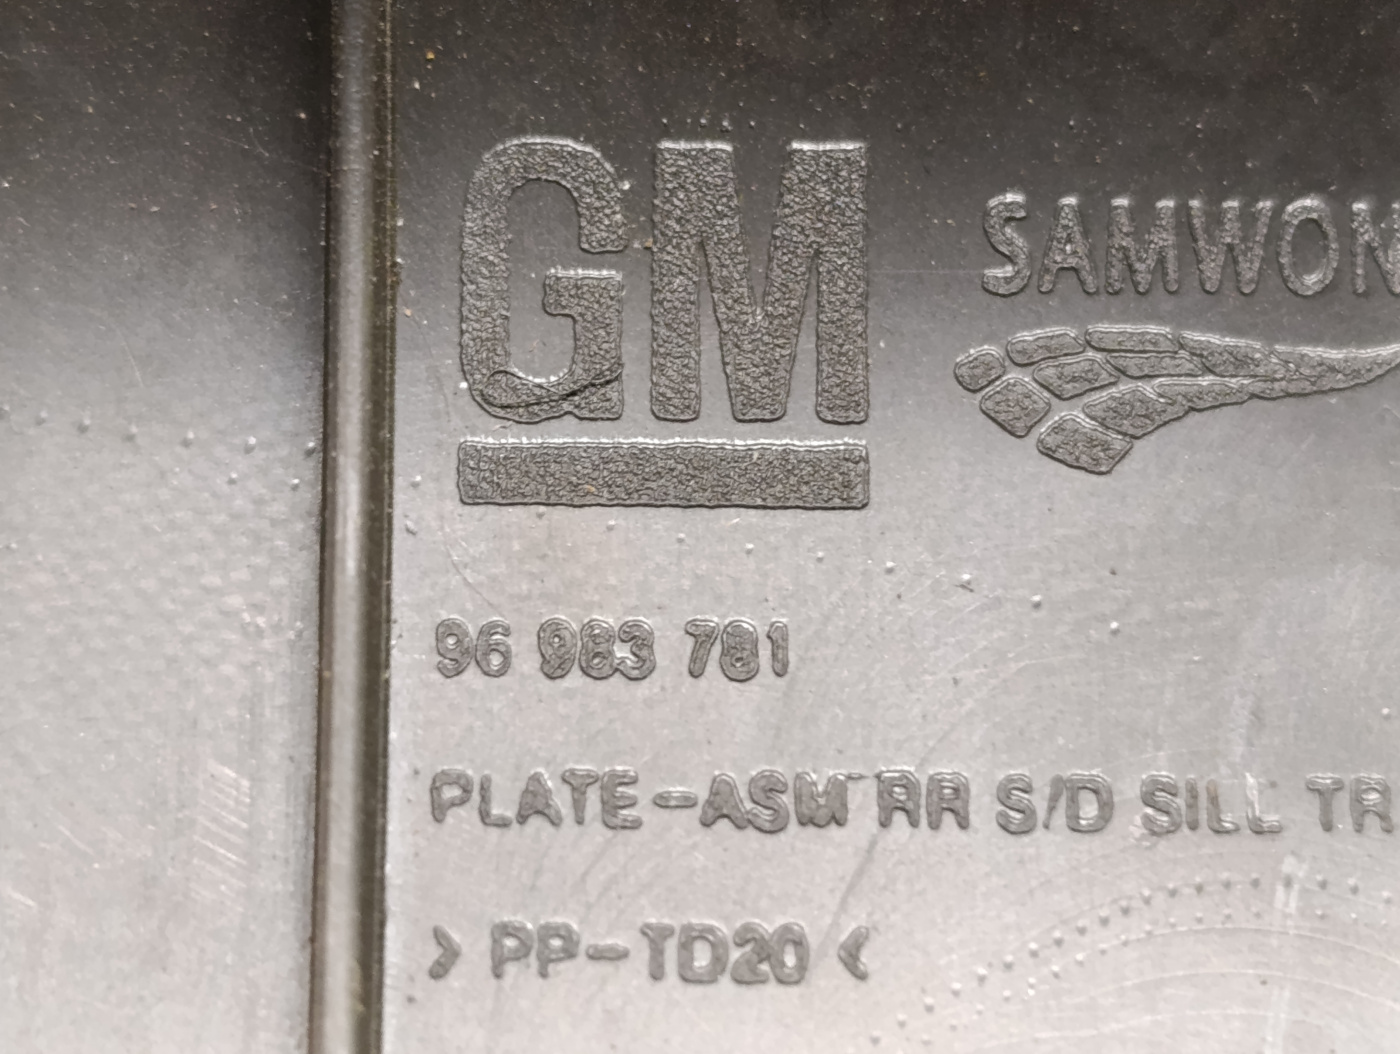 GM
SAMWON
96 983 781
PLATE-ASM RR S/D SILL TR
>PP-TD20<